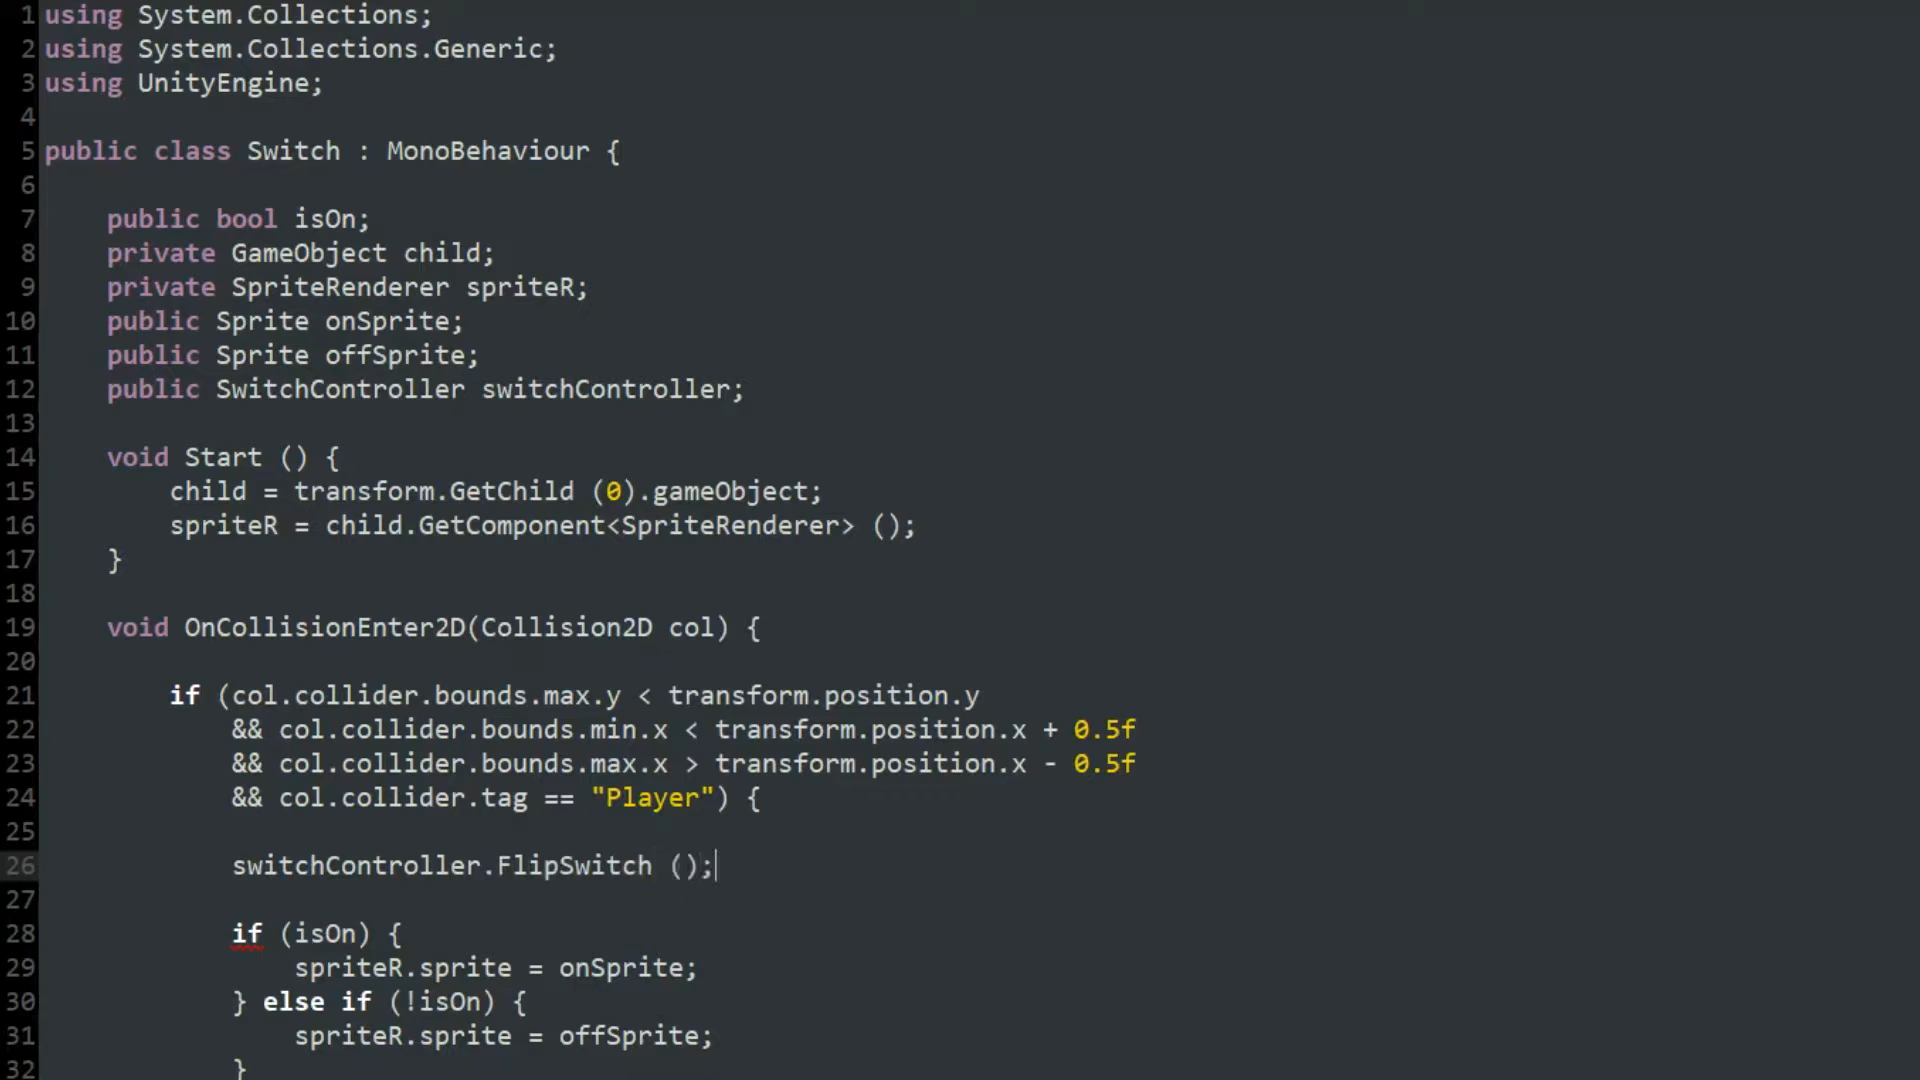 1 using System.Collections;
2 using System.Collections.Generic;
3 using UnityEngine;
4
5 public class Switch : MonoBehaviour {
6
7     public bool isOn;
8     private GameObject child;
9     private SpriteRenderer spriteR;
10     public Sprite onSprite;
11     public Sprite offSprite;
12     public SwitchController switchController;
13
14     void Start () {
15         child = transform.GetChild (0).gameObject;
16         spriteR = child.GetComponent<SpriteRenderer> ();
17     }
18
19     void OnCollisionEnter2D(Collision2D col) {
20
21         if (col.collider.bounds.max.y < transform.position.y
22             && col.collider.bounds.min.x < transform.position.x + 0.5f
23             && col.collider.bounds.max.x > transform.position.x - 0.5f
24             && col.collider.tag == "Player") {
25
26             switchController.FlipSwitch ();
27
28             if (isOn) {
29                 spriteR.sprite = onSprite;
30             } else if (!isOn) {
31                 spriteR.sprite = offSprite;
32             }